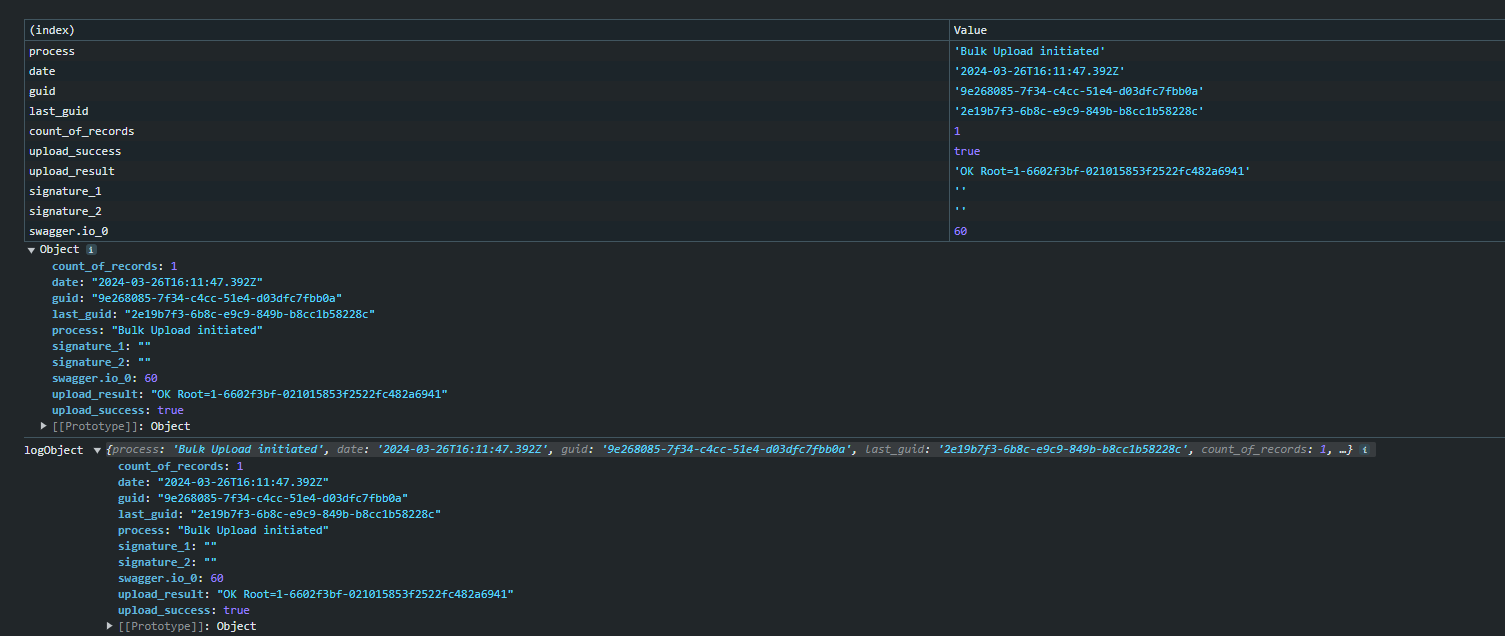 (index) Value
process 'Bulk Upload initiated'
date '2024-03-26T16:11:47.392Z'
guid '9e268085-7f34-c4cc-51e4-d03dfc7fbb0a'
last_guid '2e19b7f3-6b8c-e9c9-849b-b8cc1b58228c'
count_of_records 1
upload_success true
upload_result 'OK Root=1-6602f3bf-021015853f2522fc482a6941'
signature_1 ''
signature_2 ''
swagger.io_0 60
▼ Object i
count_of_records: 1
date: "2024-03-26T16:11:47.392Z"
guid: "9e268085-7f34-c4cc-51e4-d03dfc7fbb0a"
last_guid: "2e19b7f3-6b8c-e9c9-849b-b8cc1b58228c"
process: "Bulk Upload initiated"
signature_1: ""
signature_2: ""
swagger.io_0: 60
upload_result: "OK Root=1-6602f3bf-021015853f2522fc482a6941"
upload_success: true
▶ [[Prototype]]: Object
logObject ▼ {process: 'Bulk Upload initiated', date: '2024-03-26T16:11:47.392Z', guid: '9e268085-7f34-c4cc-51e4-d03dfc7fbb0a', last_guid: '2e19b7f3-6b8c-e9c9-849b-b8cc1b58228c', count_of_records: 1, …} i
count_of_records: 1
date: "2024-03-26T16:11:47.392Z"
guid: "9e268085-7f34-c4cc-51e4-d03dfc7fbb0a"
last_guid: "2e19b7f3-6b8c-e9c9-849b-b8cc1b58228c"
process: "Bulk Upload initiated"
signature_1: ""
signature_2: ""
swagger.io_0: 60
upload_result: "OK Root=1-6602f3bf-021015853f2522fc482a6941"
upload_success: true
▶ [[Prototype]]: Object